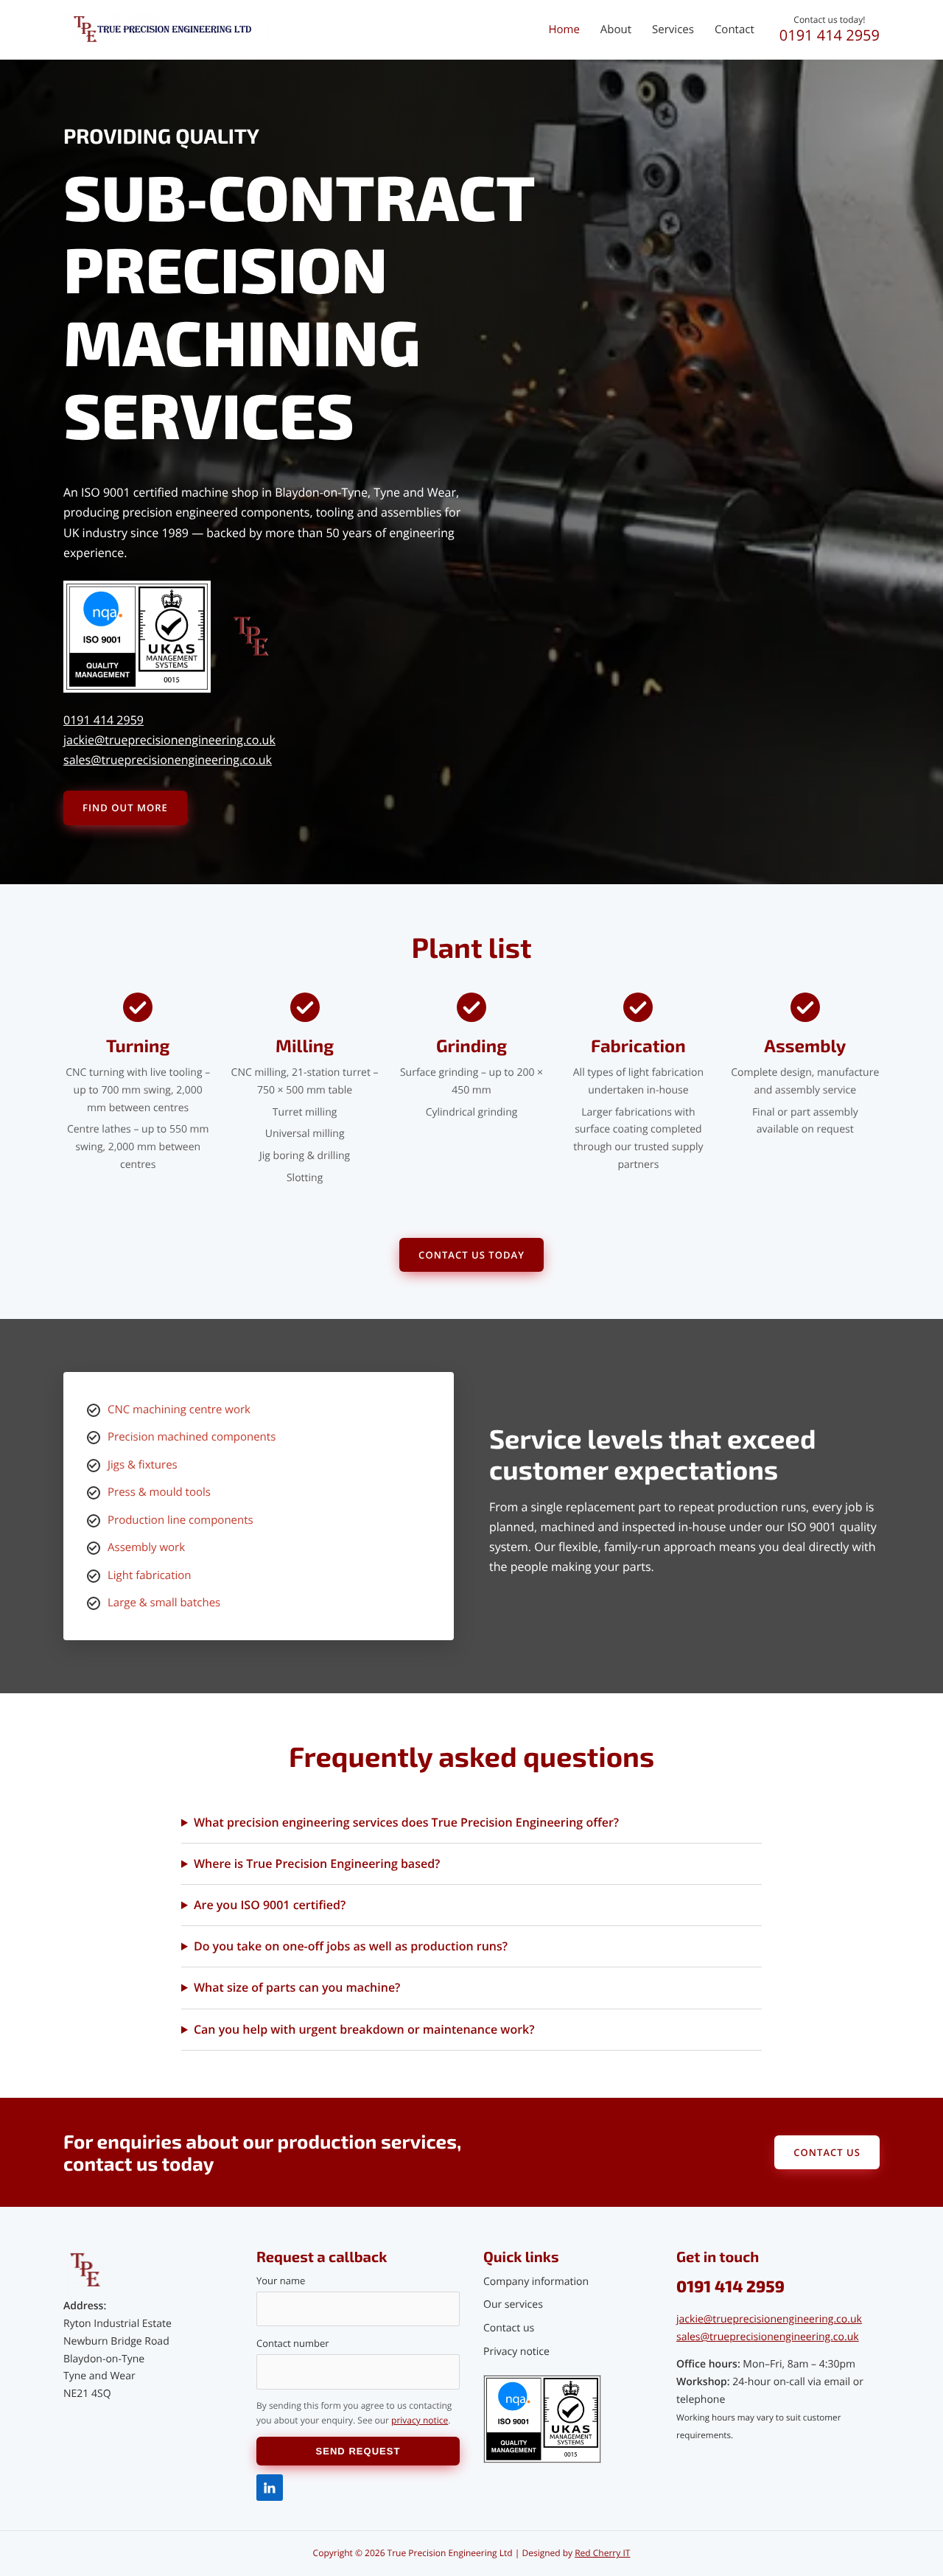 TPE TRUE PRECISION ENGINEERING LTD
Home About Services Contact
Contact us today!
0191 414 2959
PROVIDING QUALITY
SUB-CONTRACT
PRECISION
MACHINING
SERVICES
An ISO 9001 certified machine shop in Blaydon-on-Tyne, Tyne and Wear,
producing precision engineered components, tooling and assemblies for
UK industry since 1989 — backed by more than 50 years of engineering
experience.
nqa.
ISO 9001
QUALITY
MANAGEMENT
UKAS
MANAGEMENT
SYSTEMS
0015
TPE
0191 414 2959
jackie@trueprecisionengineering.co.uk
sales@trueprecisionengineering.co.uk
FIND OUT MORE
Plant list
Turning
CNC turning with live tooling –
up to 700 mm swing, 2,000
mm between centres
Centre lathes – up to 550 mm
swing, 2,000 mm between
centres
Milling
CNC milling, 21-station turret –
750 × 500 mm table
Turret milling
Universal milling
Jig boring & drilling
Slotting
Grinding
Surface grinding – up to 200 ×
450 mm
Cylindrical grinding
Fabrication
All types of light fabrication
undertaken in-house
Larger fabrications with
surface coating completed
through our trusted supply
partners
Assembly
Complete design, manufacture
and assembly service
Final or part assembly
available on request
CONTACT US TODAY
CNC machining centre work
Precision machined components
Jigs & fixtures
Press & mould tools
Production line components
Assembly work
Light fabrication
Large & small batches
Service levels that exceed
customer expectations
From a single replacement part to repeat production runs, every job is
planned, machined and inspected in-house under our ISO 9001 quality
system. Our flexible, family-run approach means you deal directly with
the people making your parts.
Frequently asked questions
What precision engineering services does True Precision Engineering offer?
Where is True Precision Engineering based?
Are you ISO 9001 certified?
Do you take on one-off jobs as well as production runs?
What size of parts can you machine?
Can you help with urgent breakdown or maintenance work?
For enquiries about our production services,
contact us today
CONTACT US
TPE
Address:
Ryton Industrial Estate
Newburn Bridge Road
Blaydon-on-Tyne
Tyne and Wear
NE21 4SQ
Request a callback
Your name
Contact number
By sending this form you agree to us contacting
you about your enquiry. See our privacy notice.
SEND REQUEST
in
Quick links
Company information
Our services
Contact us
Privacy notice
nqa.
ISO 9001
QUALITY
MANAGEMENT
UKAS
MANAGEMENT
SYSTEMS
0015
Get in touch
0191 414 2959
jackie@trueprecisionengineering.co.uk
sales@trueprecisionengineering.co.uk
Office hours: Mon–Fri, 8am – 4:30pm
Workshop: 24-hour on-call via email or
telephone
Working hours may vary to suit customer
requirements.
Copyright © 2026 True Precision Engineering Ltd | Designed by Red Cherry IT